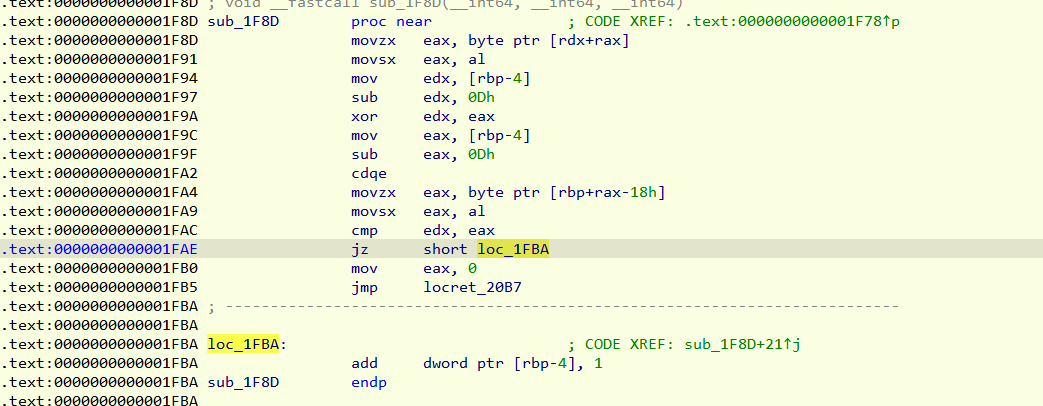 .text:0000000000001F8D ; void __fastcall sub_1F8D(__int64, __int64, __int64)
.text:0000000000001F8D sub_1F8D proc near ; CODE XREF: .text:0000000000001F78↑p
.text:0000000000001F8D movzx eax, byte ptr [rdx+rax]
.text:0000000000001F91 movsx eax, al
.text:0000000000001F94 mov edx, [rbp-4]
.text:0000000000001F97 sub edx, 0Dh
.text:0000000000001F9A xor edx, eax
.text:0000000000001F9C mov eax, [rbp-4]
.text:0000000000001F9F sub eax, 0Dh
.text:0000000000001FA2 cdqe
.text:0000000000001FA4 movzx eax, byte ptr [rbp+rax-18h]
.text:0000000000001FA9 movsx eax, al
.text:0000000000001FAC cmp edx, eax
.text:0000000000001FAE jz short loc_1FBA
.text:0000000000001FB0 mov eax, 0
.text:0000000000001FB5 jmp locret_20B7
.text:0000000000001FBA ; ---------------------------------------------------------------------------
.text:0000000000001FBA
.text:0000000000001FBA loc_1FBA: ; CODE XREF: sub_1F8D+21↑j
.text:0000000000001FBA add dword ptr [rbp-4], 1
.text:0000000000001FBA sub_1F8D endp
.text:0000000000001FBA